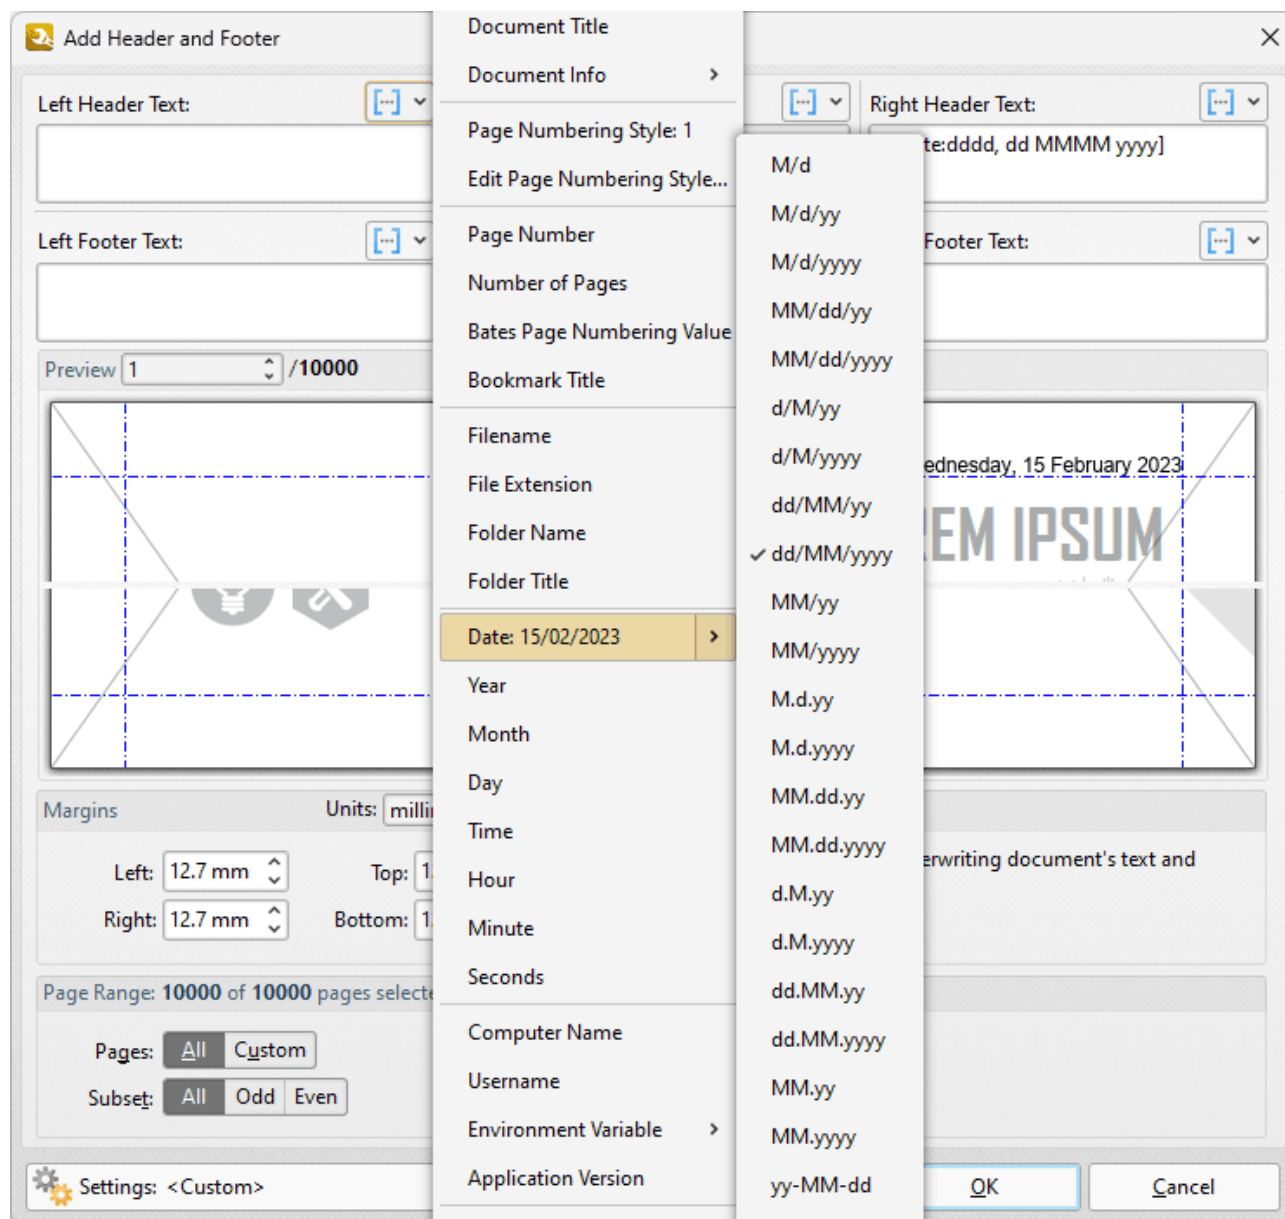 Add Header and Footer
Left Header Text:
Right Header Text:
te:dddd, dd MMMM yyyy]
Left Footer Text:
Footer Text:
Preview 1 /10000
ednesday, 15 February 2023
REM IPSUM
Margins
Units:
Left: 12.7 mm
Top:
Right: 12.7 mm
Bottom:
erwriting document's text and
Page Range: 10000 of 10000 pages selecte
Pages: All Custom
Subset: All Odd Even
Settings: <Custom>
OK
Cancel
Document Title
Document Info
Page Numbering Style: 1
Edit Page Numbering Style...
Page Number
Number of Pages
Bates Page Numbering Value
Bookmark Title
Filename
File Extension
Folder Name
Folder Title
Date: 15/02/2023
Year
Month
Day
Time
Hour
Minute
Seconds
Computer Name
Username
Environment Variable
Application Version
M/d
M/d/yy
M/d/yyyy
MM/dd/yy
MM/dd/yyyy
d/M/yy
d/M/yyyy
dd/MM/yy
dd/MM/yyyy
MM/yy
MM/yyyy
M.d.yy
M.d.yyyy
MM.dd.yy
MM.dd.yyyy
d.M.yy
d.M.yyyy
dd.MM.yy
dd.MM.yyyy
MM.yy
MM.yyyy
yy-MM-dd